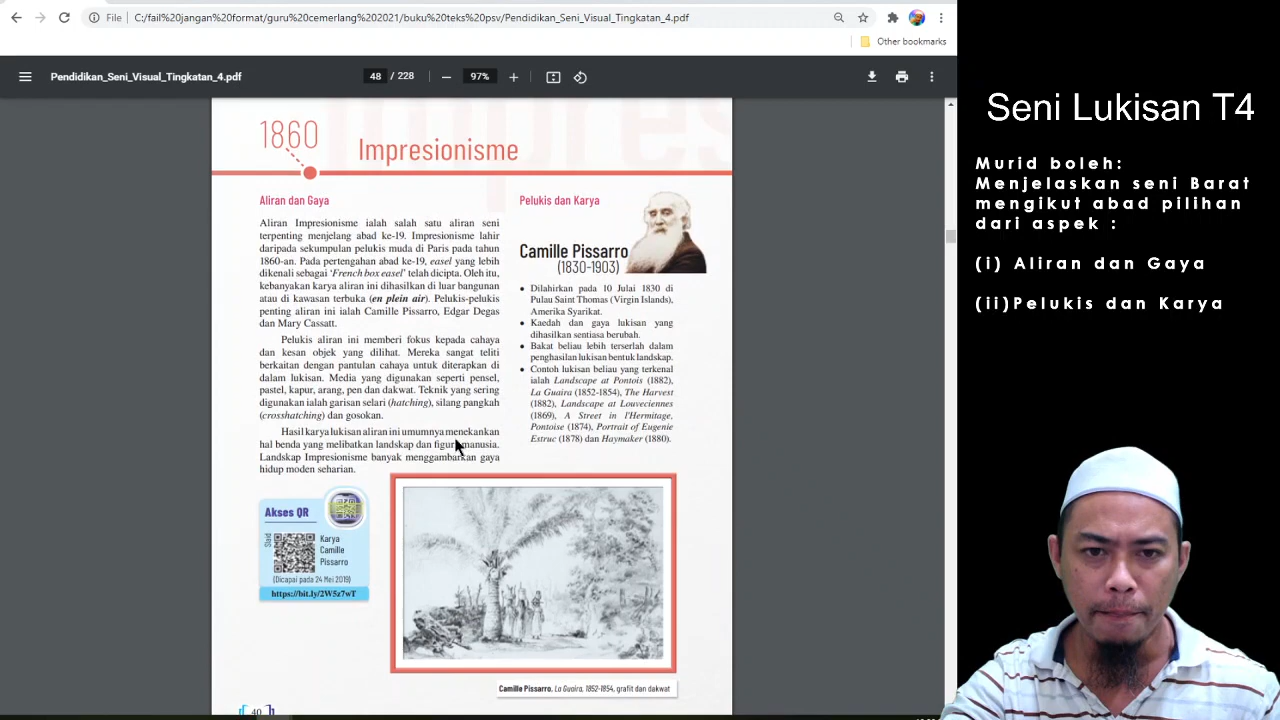 File
C:/fail%20jangan%20format/guru%20cemerlang%202021/buku%20teks%20psv/Pendidikan_Seni_Visual_Tingkatan_4.pdf
Other bookmarks
Pendidikan_Seni_Visual_Tingkatan_4.pdf
48 / 228
97%
1860
Impresionisme
Aliran dan Gaya
Aliran Impresionisme ialah salah satu aliran seni
terpenting menjelang abad ke-19. Impresionisme lahir
daripada sekumpulan pelukis muda di Paris pada tahun
1860-an. Pada pertengahan abad ke-19, easel yang lebih
dikenali sebagai ‘French box easel’ telah dicipta. Oleh itu,
kebanyakan karya aliran ini dihasilkan di luar bangunan
atau di kawasan terbuka (en plein air). Pelukis-pelukis
penting aliran ini ialah Camille Pissarro, Edgar Degas
dan Mary Cassatt.
Pelukis aliran ini memberi fokus kepada cahaya
dan kesan objek yang dilihat. Mereka sangat teliti
berkaitan dengan pantulan cahaya untuk diterapkan di
dalam lukisan. Media yang digunakan seperti pensel,
pastel, kapur, arang, pen dan dakwat. Teknik yang sering
digunakan ialah garisan selari (hatching), silang pangkah
(crosshatching) dan gosokan.
Hasil karya lukisan aliran ini umumnya menekankan
hal benda yang melibatkan landskap dan figura manusia.
Landskap Impresionisme banyak menggambarkan gaya
hidup moden seharian.
Pelukis dan Karya
Camille Pissarro
(1830-1903)
• Dilahirkan pada 10 Julai 1830 di
Pulau Saint Thomas (Virgin Islands),
Amerika Syarikat.
• Kaedah dan gaya lukisan yang
dihasilkan sentiasa berubah.
• Bakat beliau lebih terserlah dalam
penghasilan lukisan bentuk landskap.
• Contoh lukisan beliau yang terkenal
ialah Landscape at Pontois (1882),
La Guaira (1852-1854), The Harvest
(1882), Landscape at Louveciennes
(1869), A Street in l'Hermitage,
Pontoise (1874), Portrait of Eugenie
Estruc (1878) dan Haymaker (1880).
Akses QR
Slaid
Karya
Camille
Pissarro
(Dicapai pada 24 Mei 2019)
https://bit.ly/2W5z7wT
Camille Pissarro, La Guaira, 1852-1854, grafit dan dakwat
40
Seni Lukisan T4
Murid boleh:
Menjelaskan seni Barat
mengikut abad pilihan
dari aspek :
(i) Aliran dan Gaya
(ii)Pelukis dan Karya